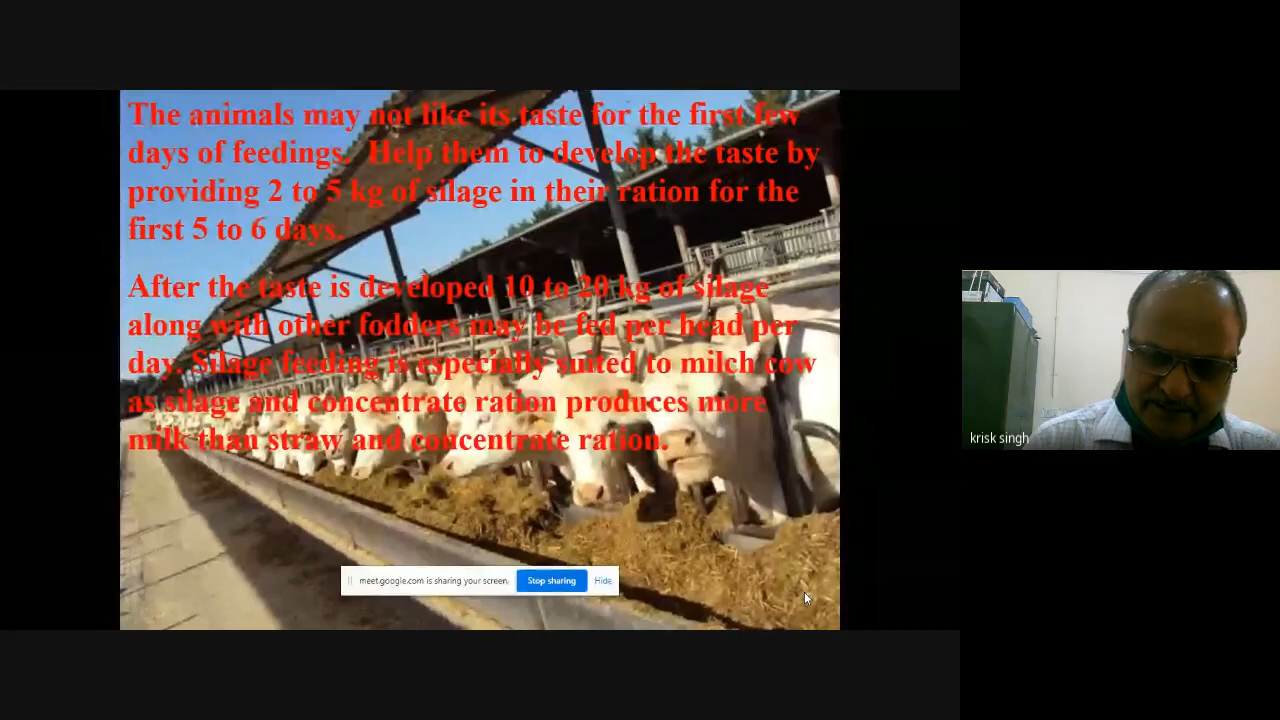 The animals may not like its taste for the first few
days of feedings. Help them to develop the taste by
providing 2 to 5 kg of silage in their ration for the
first 5 to 6 days.
After the taste is developed 10 to 20 kg of silage
along with other fodders may be fed per head per
day. Silage feeding is especially suited to milch cow
as silage and concentrate ration produces more
milk than straw and concentrate ration.
meet.google.com is sharing your screen.
Stop sharing
Hide
krisk singh